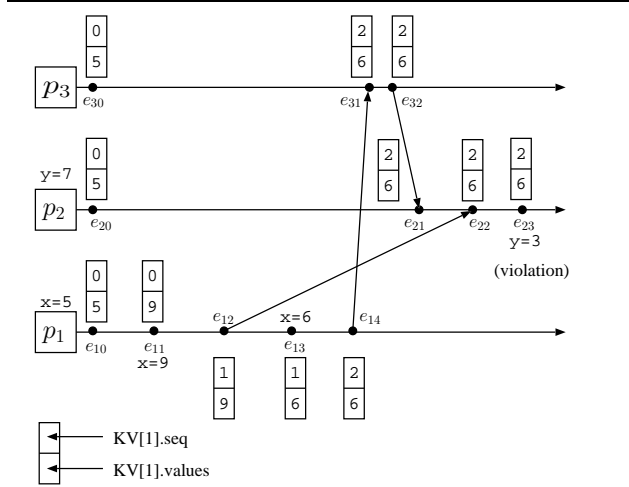 0 2 2
5 6 6
p3
e30 e31 e32
0 2 2 2
5 6 6 6
y=7
p2
e20 e21 e22 e23
y=3
(violation)
0 0
5 9
x=5 e12 x=6 e14
p1
e10 e11 e13
x=9
1 1 2
9 6 6
KV[1].seq
KV[1].values